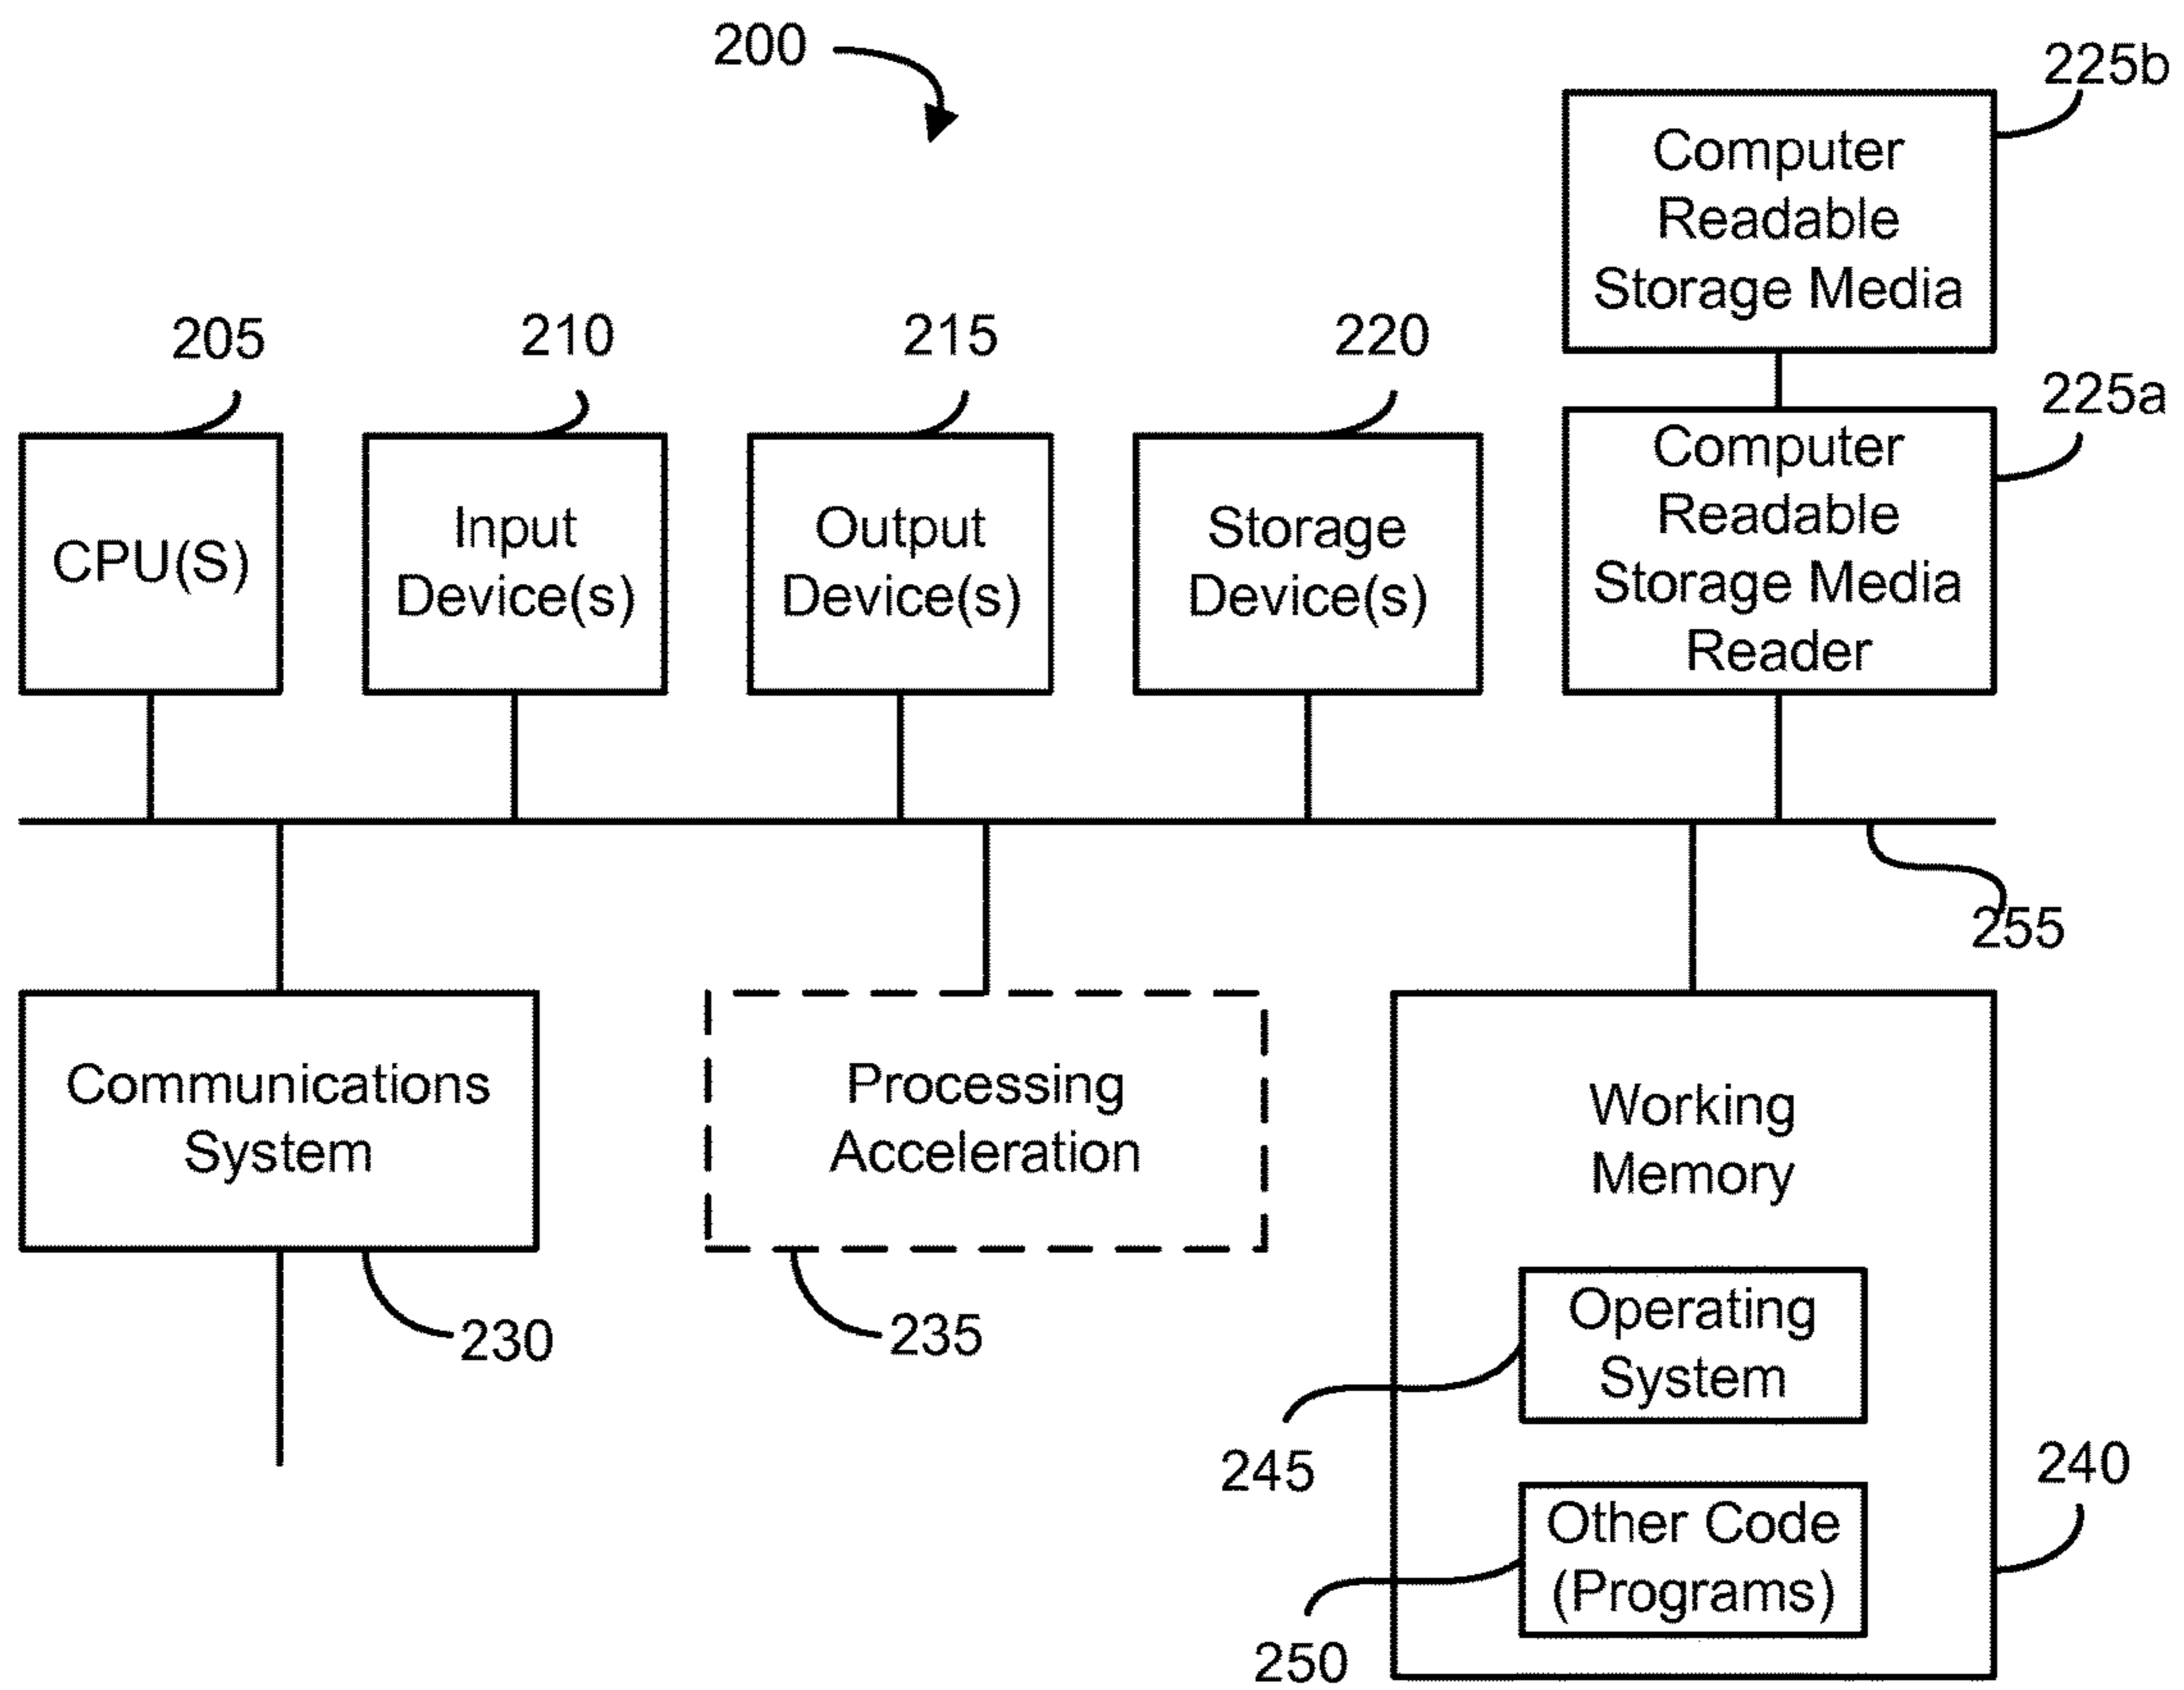 200
225b
Computer
Readable
Storage Media
205
210
215
220
225a
CPU(S)
Input
Device(s)
Output
Device(s)
Storage
Device(s)
Computer
Readable
Storage Media
Reader
255
Communications
System
Processing
Acceleration
Working
Memory
230
235
Operating
System
245
240
Other Code
(Programs)
250